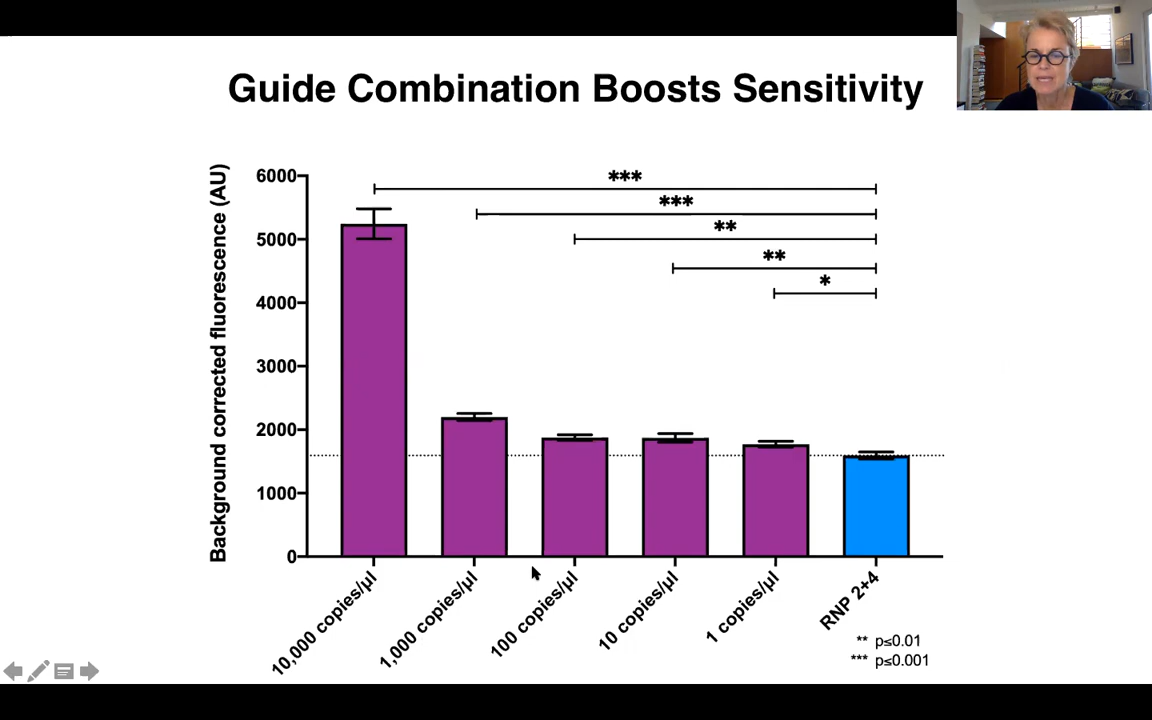 Guide Combination Boosts Sensitivity
Background corrected fluorescence (AU)
6000
5000
4000
3000
2000
1000
0
***
***
**
**
*
10,000 copies/µl
1,000 copies/µl
100 copies/µl
10 copies/µl
1 copies/µl
RNP 2+4
** p≤0.01
*** p≤0.001